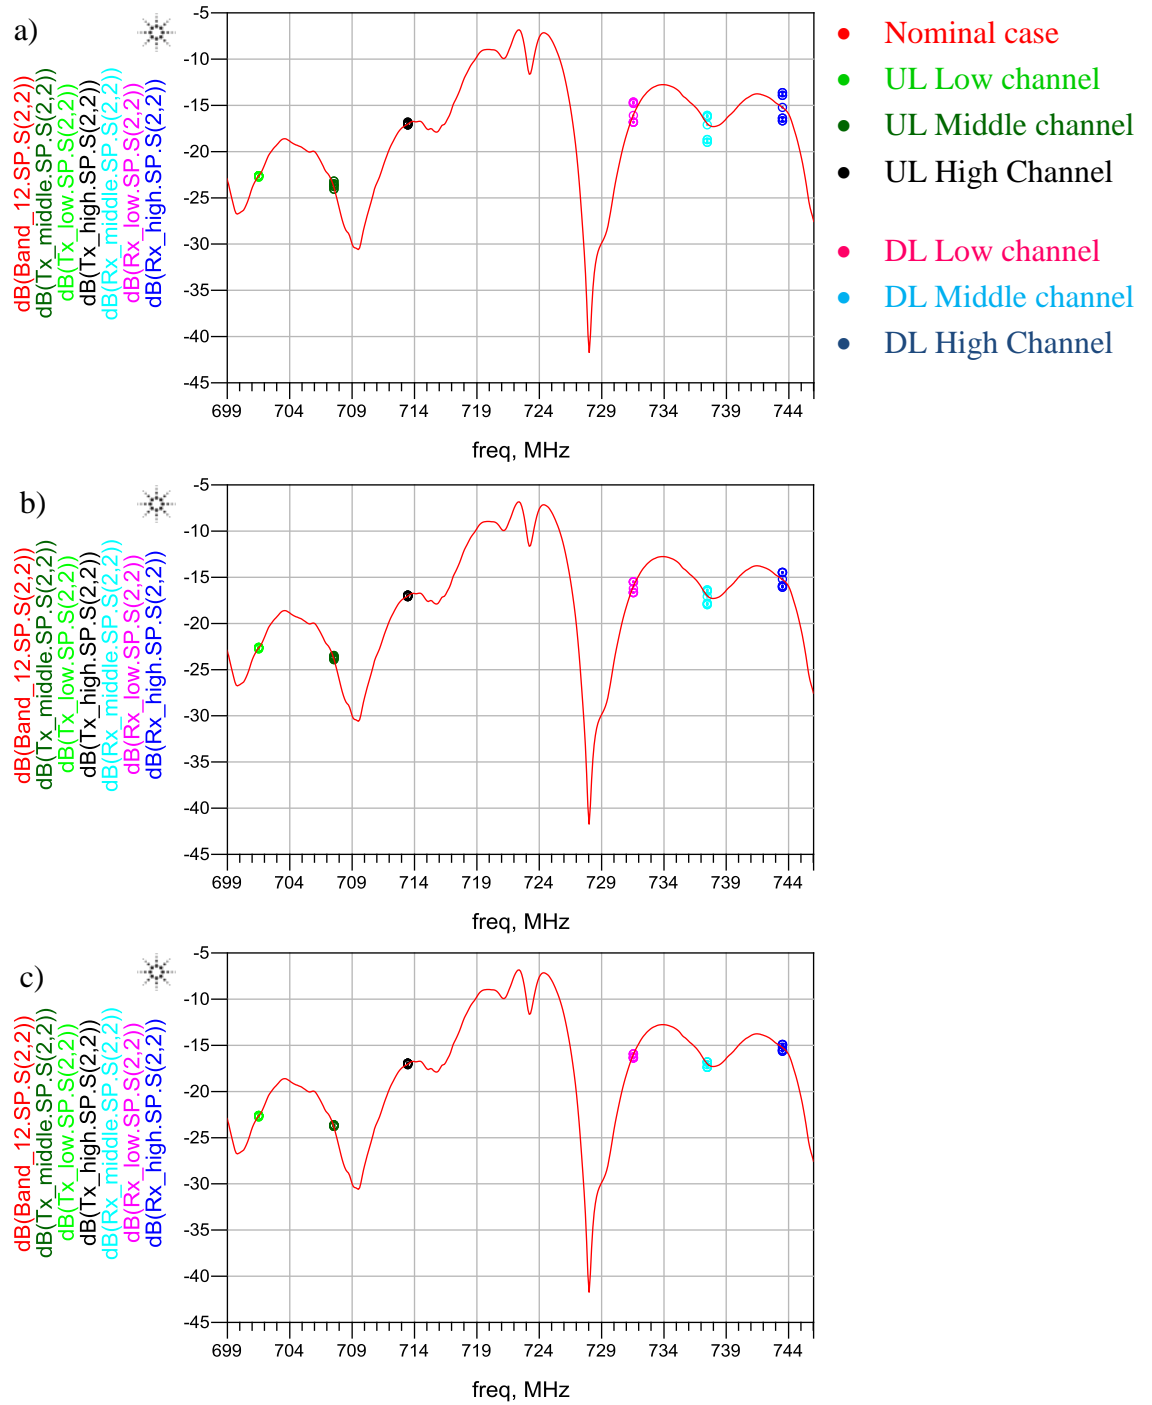 a)
dB(Band_12.SP.S(2,2))
dB(Tx_middle.SP.S(2,2))
dB(Tx_low.SP.S(2,2))
dB(Tx_high.SP.S(2,2))
dB(Rx_middle.SP.S(2,2))
dB(Rx_low.SP.S(2,2))
dB(Rx_high.SP.S(2,2))
-5
-10
-15
-20
-25
-30
-35
-40
-45
699 704 709 714 719 724 729 734 739 744
freq, MHz
Nominal case
UL Low channel
UL Middle channel
UL High Channel
DL Low channel
DL Middle channel
DL High Channel
b)
dB(Band_12.SP.S(2,2))
dB(Tx_middle.SP.S(2,2))
dB(Tx_low.SP.S(2,2))
dB(Tx_high.SP.S(2,2))
dB(Rx_middle.SP.S(2,2))
dB(Rx_low.SP.S(2,2))
dB(Rx_high.SP.S(2,2))
-5
-10
-15
-20
-25
-30
-35
-40
-45
699 704 709 714 719 724 729 734 739 744
freq, MHz
c)
dB(Band_12.SP.S(2,2))
dB(Tx_middle.SP.S(2,2))
dB(Tx_low.SP.S(2,2))
dB(Tx_high.SP.S(2,2))
dB(Rx_middle.SP.S(2,2))
dB(Rx_low.SP.S(2,2))
dB(Rx_high.SP.S(2,2))
-5
-10
-15
-20
-25
-30
-35
-40
-45
699 704 709 714 719 724 729 734 739 744
freq, MHz